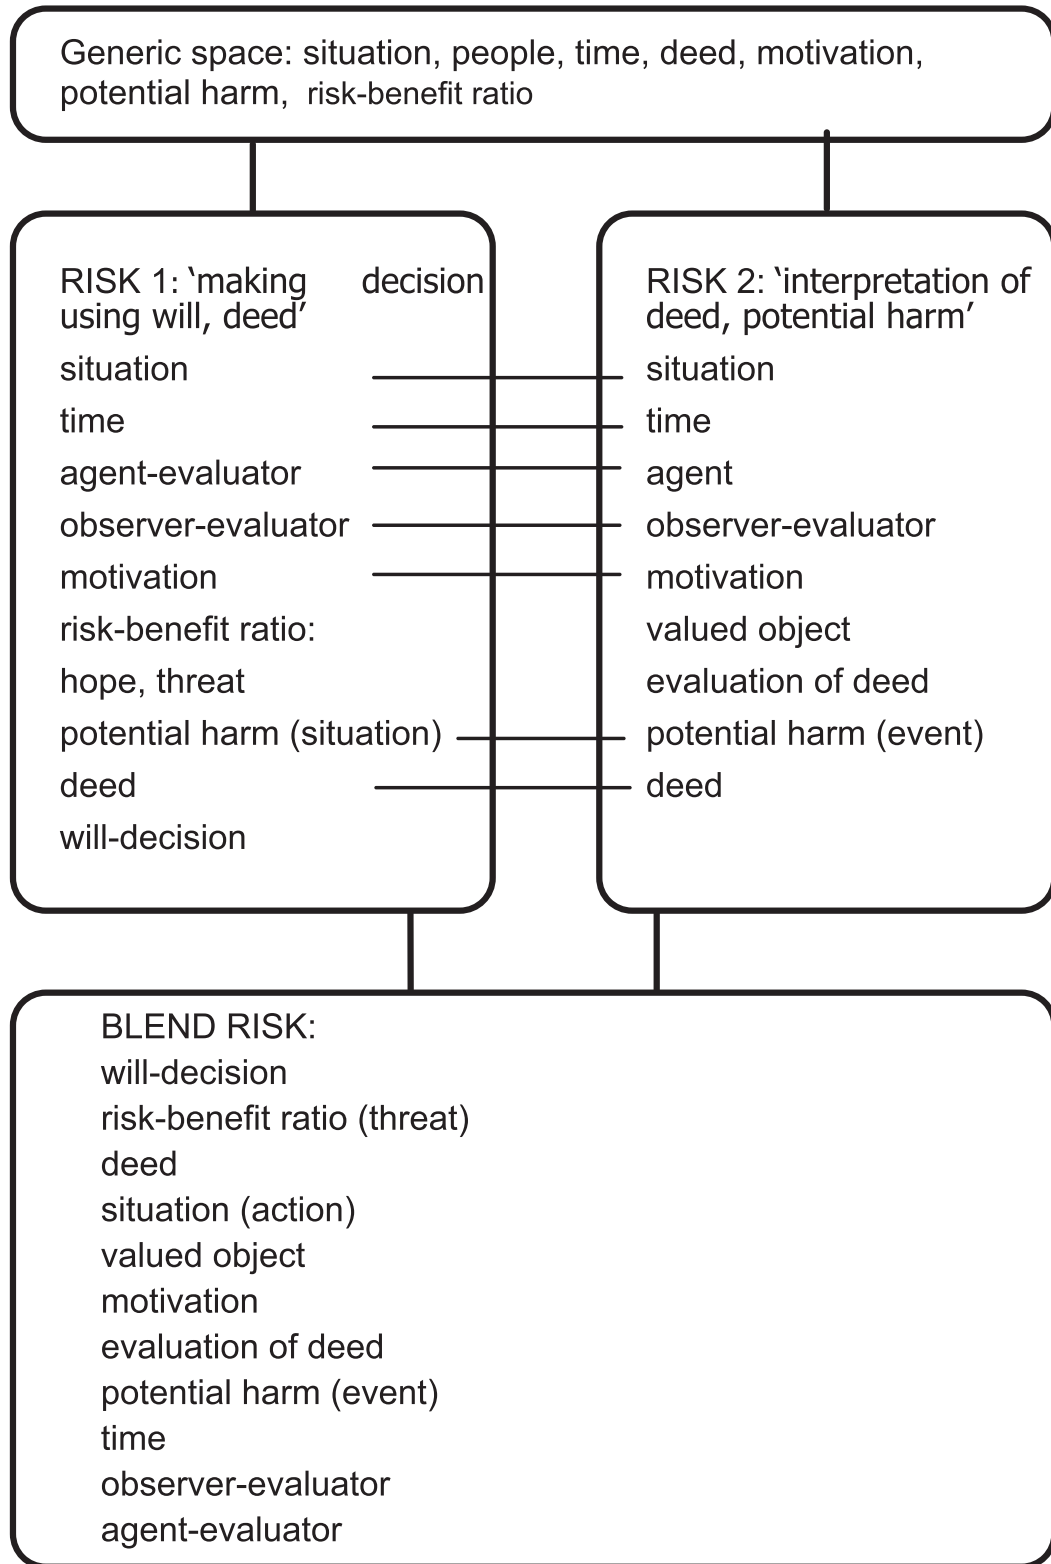 Generic space: situation, people, time, deed, motivation,
potential harm, risk-benefit ratio
RISK 1: ‘making decision
using will, deed’
situation
time
agent-evaluator
observer-evaluator
motivation
risk-benefit ratio:
hope, threat
potential harm (situation)
deed
will-decision
RISK 2: ‘interpretation of
deed, potential harm’
situation
time
agent
observer-evaluator
motivation
valued object
evaluation of deed
potential harm (event)
deed
BLEND RISK:
will-decision
risk-benefit ratio (threat)
deed
situation (action)
valued object
motivation
evaluation of deed
potential harm (event)
time
observer-evaluator
agent-evaluator